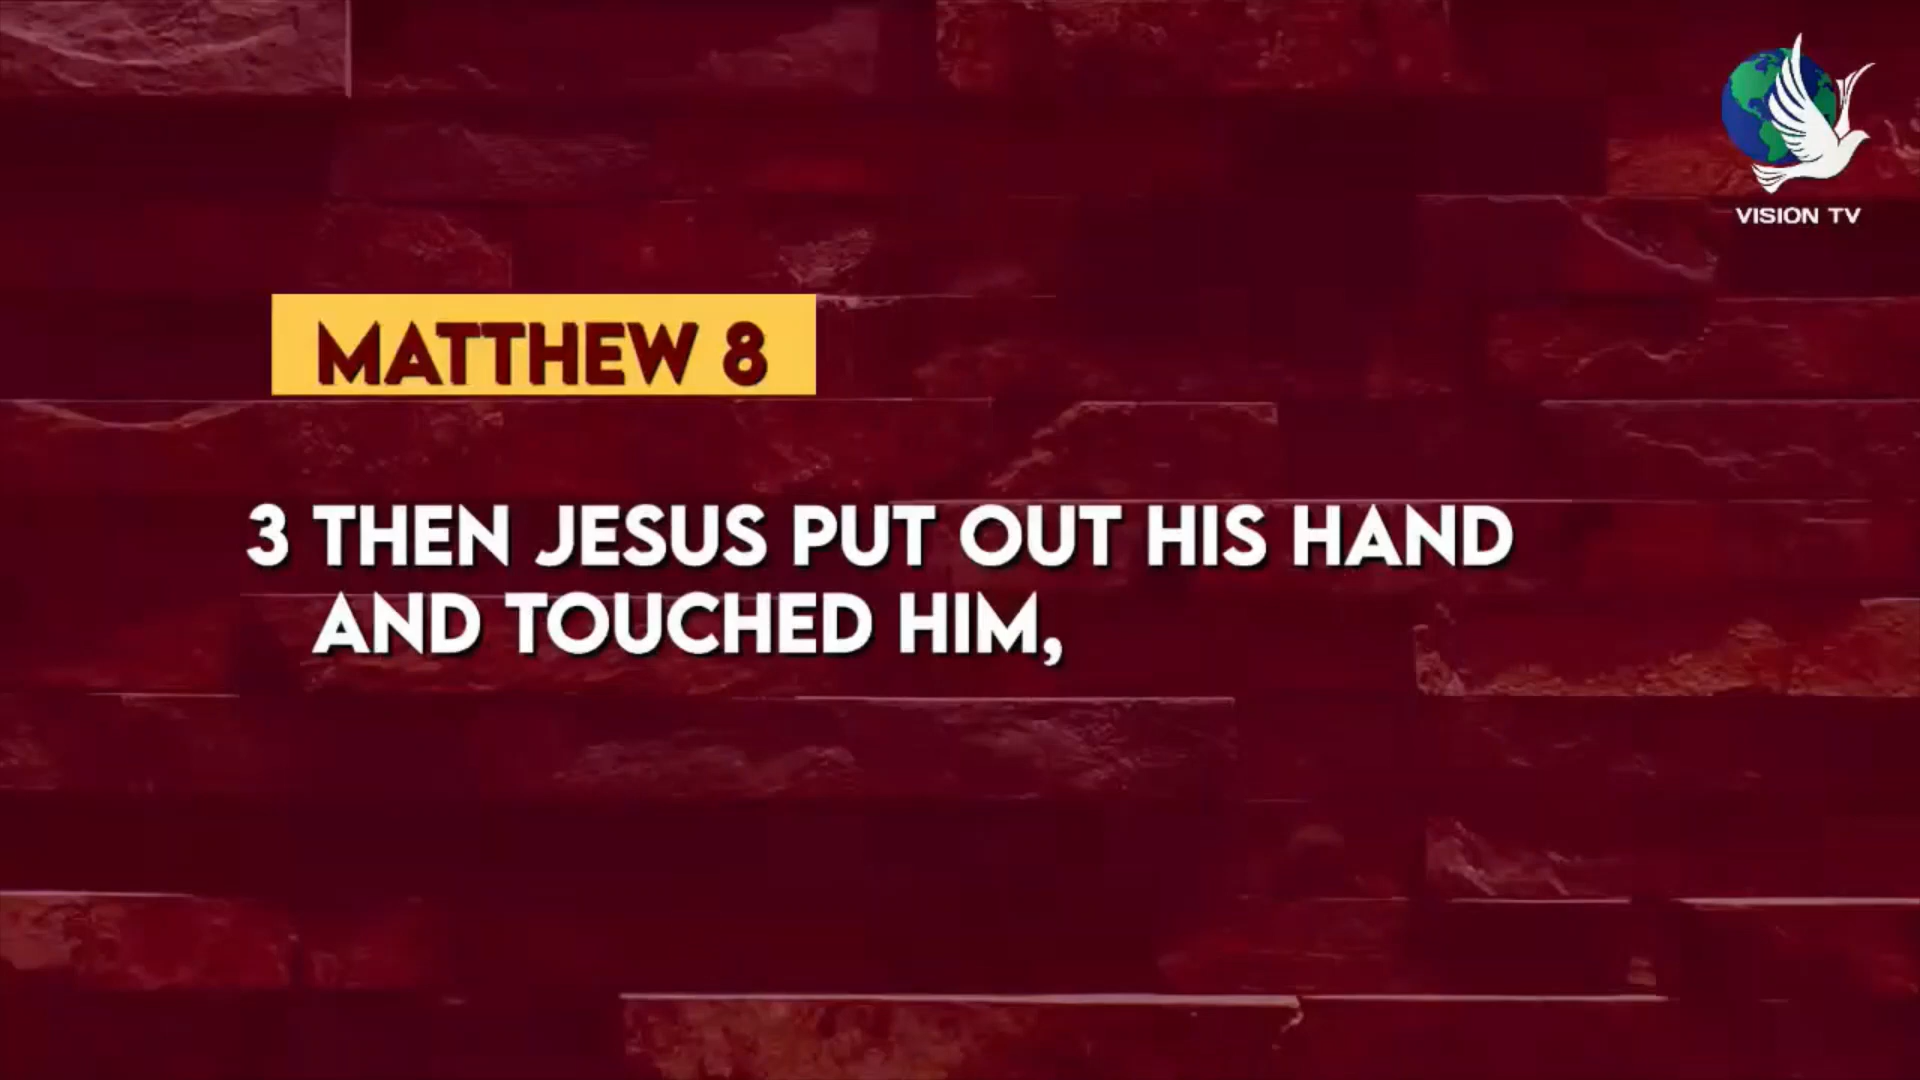 VISION TV
MATTHEW 8
3 THEN JESUS PUT OUT HIS HAND
AND TOUCHED HIM,